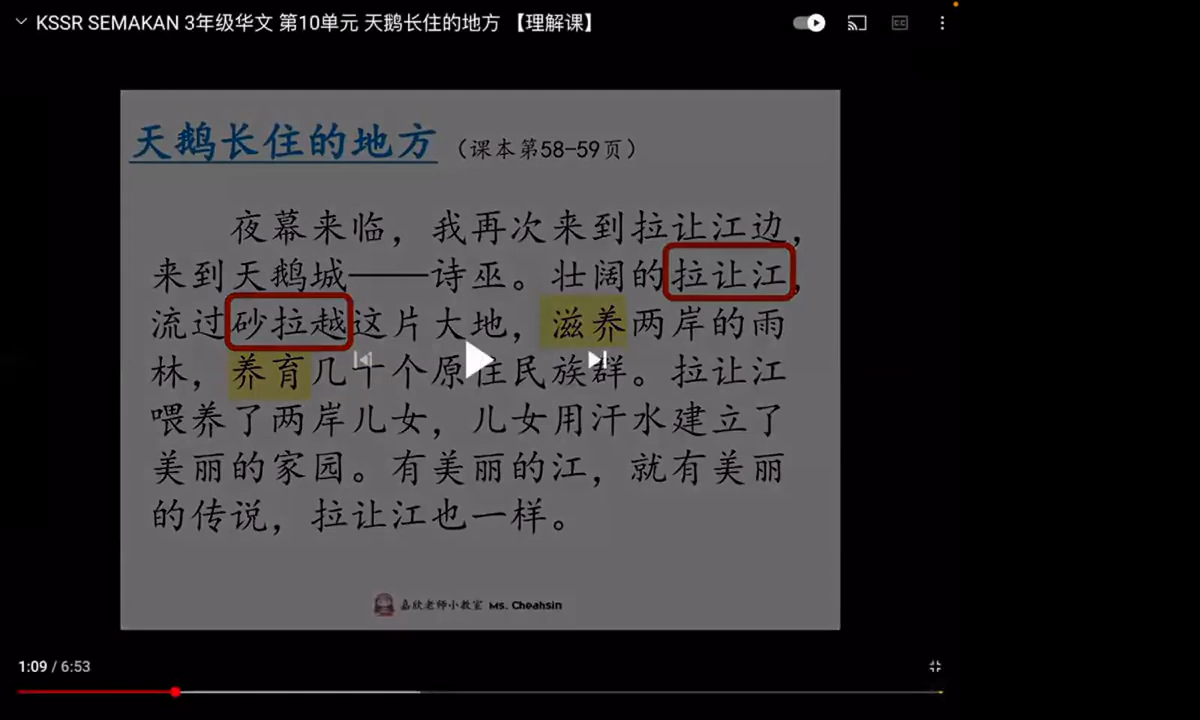 KSSR SEMAKAN 3年级华文 第10单元 天鹅长住的地方 【理解课】
CC
天鹅长住的地方 （课本第58-59页）
夜幕来临，我再次来到拉让江边，
来到天鹅城——诗巫。壮阔的拉让江，
流过砂拉越这片大地，滋养两岸的雨
林，养育几十个原住民族群。拉让江
喂养了两岸儿女，儿女用汗水建立了
美丽的家园。有美丽的江，就有美丽
的传说，拉让江也一样。
嘉欣老师小教室 Ms. Cheahsin
1:09 / 6:53